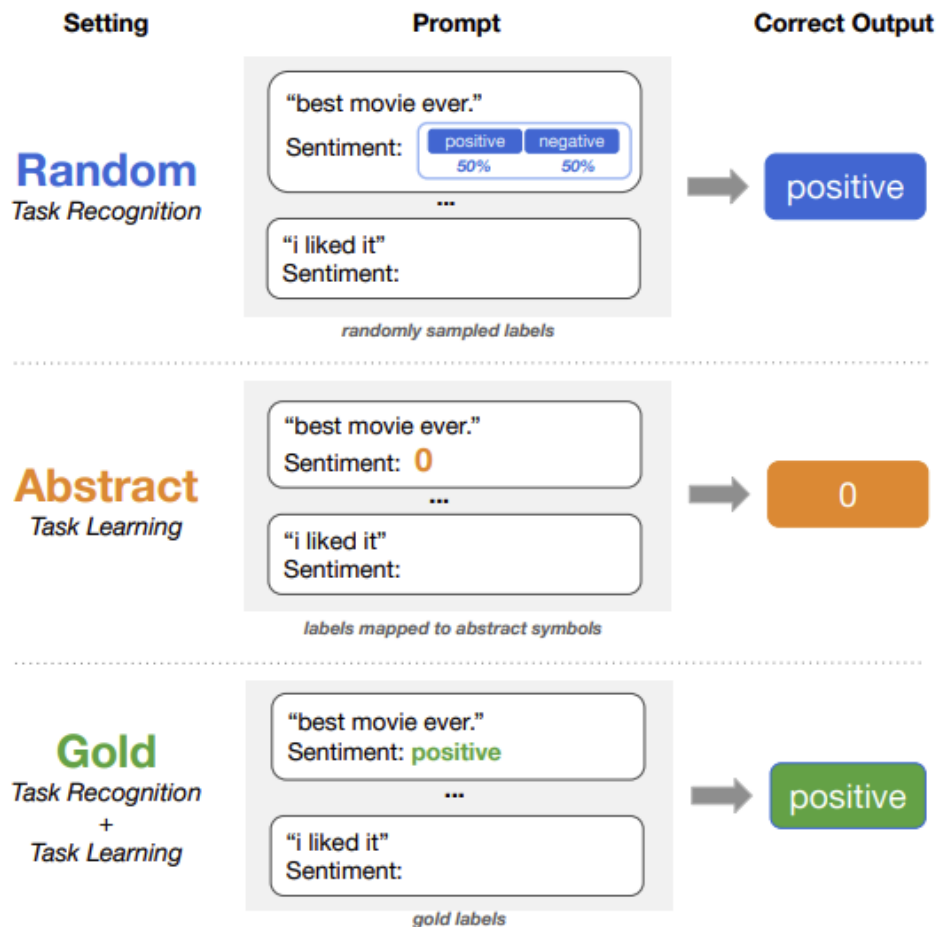 Setting Prompt Correct Output
Random
Task Recognition
“best movie ever.”
Sentiment: positive negative
50% 50%
...
“i liked it”
Sentiment:
positive
randomly sampled labels
Abstract
Task Learning
“best movie ever.”
Sentiment: 0
...
“i liked it”
Sentiment:
0
labels mapped to abstract symbols
Gold
Task Recognition
+
Task Learning
“best movie ever.”
Sentiment: positive
...
“i liked it”
Sentiment:
positive
gold labels